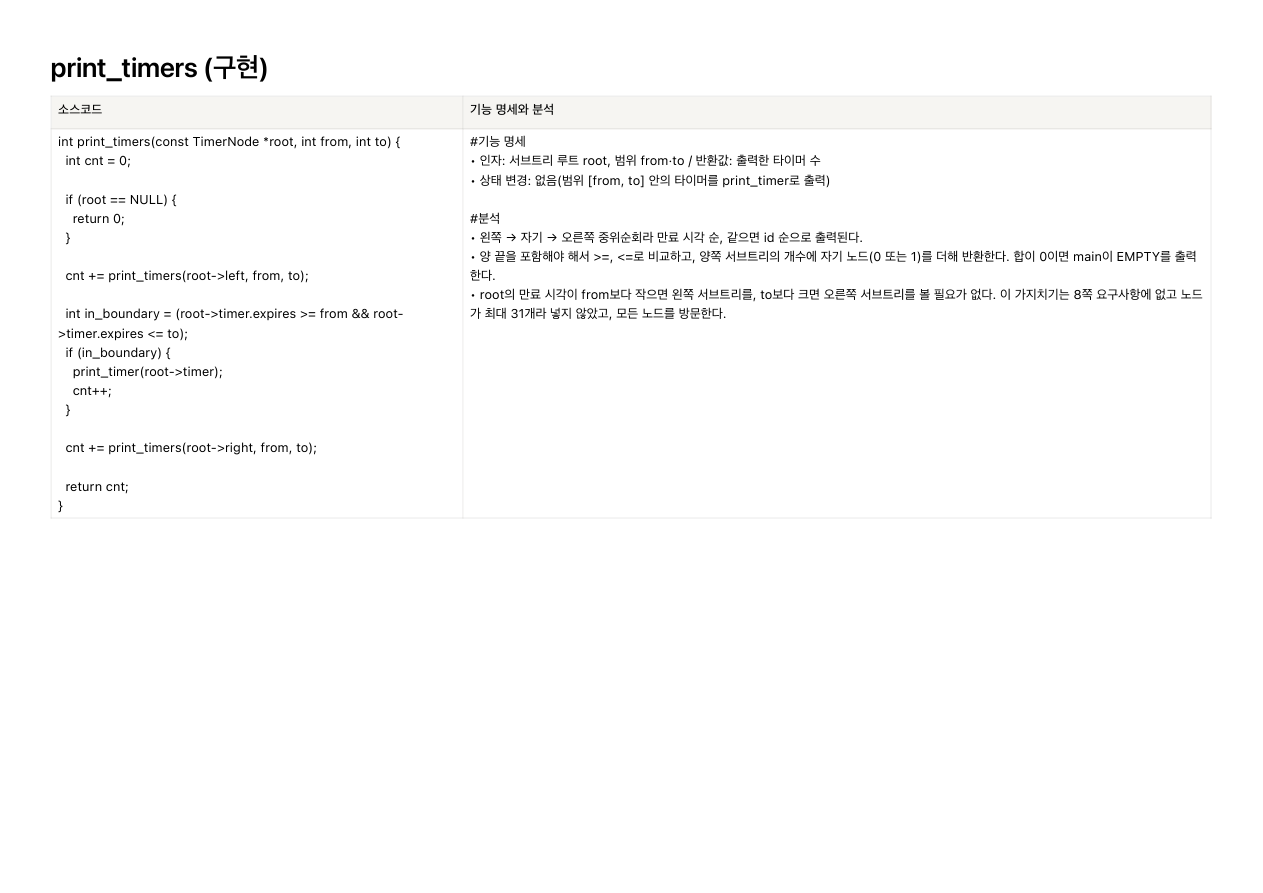 print_timers (구현)
소스코드
기능 명세와 분석
int print_timers(const TimerNode *root, int from, int to) {
  int cnt = 0;

  if (root == NULL) {
    return 0;
  }

  cnt += print_timers(root->left, from, to);

  int in_boundary = (root->timer.expires >= from && root-
>timer.expires <= to);
  if (in_boundary) {
    print_timer(root->timer);
    cnt++;
  }

  cnt += print_timers(root->right, from, to);

  return cnt;
}
#기능 명세
• 인자: 서브트리 루트 root, 범위 from·to / 반환값: 출력한 타이머 수
• 상태 변경: 없음(범위 [from, to] 안의 타이머를 print_timer로 출력)

#분석
• 왼쪽 → 자기 → 오른쪽 중위순회라 만료 시각 순, 같으면 id 순으로 출력된다.
• 양 끝을 포함해야 해서 >=, <=로 비교하고, 양쪽 서브트리의 개수에 자기 노드(0 또는 1)를 더해 반환한다. 합이 0이면 main이 EMPTY를 출력
한다.
• root의 만료 시각이 from보다 작으면 왼쪽 서브트리를, to보다 크면 오른쪽 서브트리를 볼 필요가 없다. 이 가지치기는 8쪽 요구사항에 없고 노드
가 최대 31개라 넣지 않았고, 모든 노드를 방문한다.